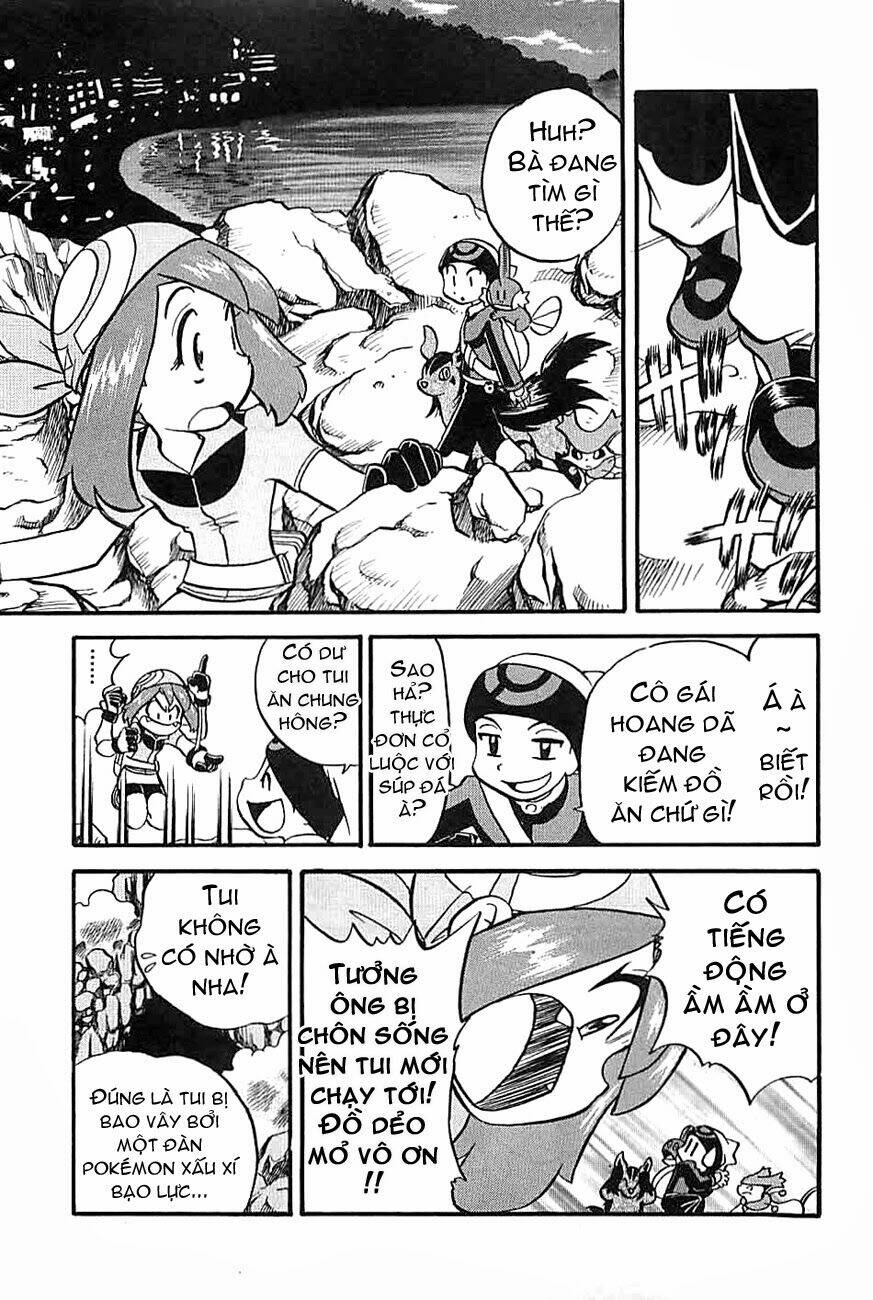 HUH?
BÀ ĐANG
TÌM GÌ
THẾ?
Á À
~
BIẾT
RỒI!
CÔ GÁI
HOANG DÃ
ĐANG
KIẾM ĐỒ
ĂN CHỨ GÌ!
SAO
HẢ?
THỰC
ĐƠN CỎ
LUỘC VỚI
SÚP ĐÁ
À?
CÓ DƯ
CHO TUI
ĂN CHUNG
HÔNG?
......
CÓ
TIẾNG
ĐỘNG
ẦM ẦM Ở
ĐÂY!
TƯỞNG
ÔNG BỊ
CHÔN SỐNG
NÊN TUI MỚI
CHẠY TỚI!
ĐỒ DẺO
MỎ VÔ ƠN
!!
TUI
KHÔNG
CÓ NHỜ À
NHA!
ĐÚNG LÀ TUI BỊ
BAO VÂY BỞI
MỘT ĐÀN
POKÉMON XẤU XÍ
BẠO LỰC...